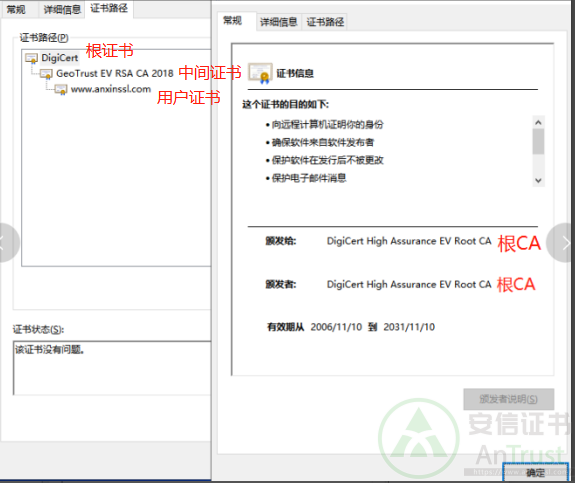 常规 详细信息 证书路径
证书路径(P)
DigiCert 根证书
GeoTrust EV RSA CA 2018 中间证书
www.anxinssl.com 用户证书
证书状态(S):
该证书没有问题。
常规 详细信息 证书路径
证书信息
这个证书的目的如下:
• 向远程计算机证明你的身份
• 确保软件来自软件发布者
• 保护软件在发行后不被更改
• 保护电子邮件消息
颁发给: DigiCert High Assurance EV Root CA 根CA
颁发者: DigiCert High Assurance EV Root CA 根CA
有效期从 2006/11/10 到 2031/11/10
颁发者说明(S)
安信证书
AnTrust
确定